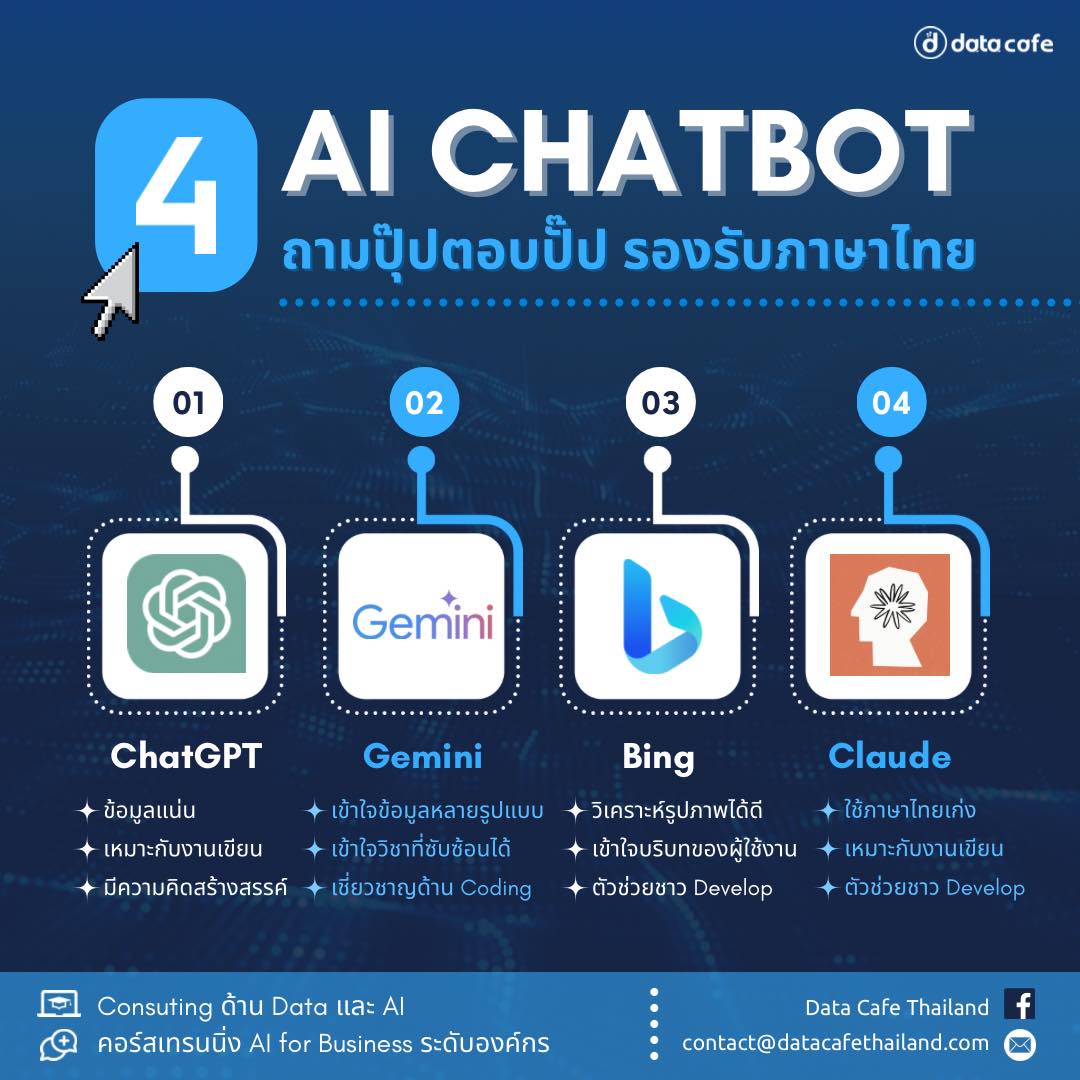 data cafe
4
AI CHATBOT
ถามปุ๊ปตอบปั๊ป รองรับภาษาไทย
01
02
03
04
Gemini
ChatGPT
ข้อมูลแน่น
เหมาะกับงานเขียน
มีความคิดสร้างสรรค์
Gemini
เข้าใจข้อมูลหลายรูปแบบ
เข้าใจวิชาที่ซับซ้อนได้
เชี่ยวชาญด้าน Coding
Bing
วิเคราะห์รูปภาพได้ดี
เข้าใจบริบทของผู้ใช้งาน
ตัวช่วยชาว Develop
Claude
ใช้ภาษาไทยเก่ง
เหมาะกับงานเขียน
ตัวช่วยชาว Develop
Consuting ด้าน Data และ AI
คอร์สเทรนนิ่ง AI for Business ระดับองค์กร
Data Cafe Thailand
contact@datacafethailand.com